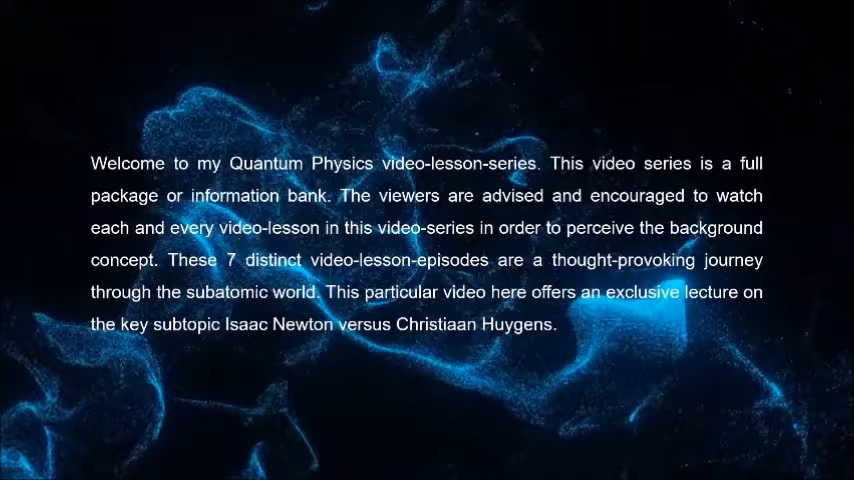 Welcome to my Quantum Physics video-lesson-series. This video series is a full
package or information bank. The viewers are advised and encouraged to watch
each and every video-lesson in this video-series in order to perceive the background
concept. These 7 distinct video-lesson-episodes are a thought-provoking journey
through the subatomic world. This particular video here offers an exclusive lecture on
the key subtopic Isaac Newton versus Christiaan Huygens.